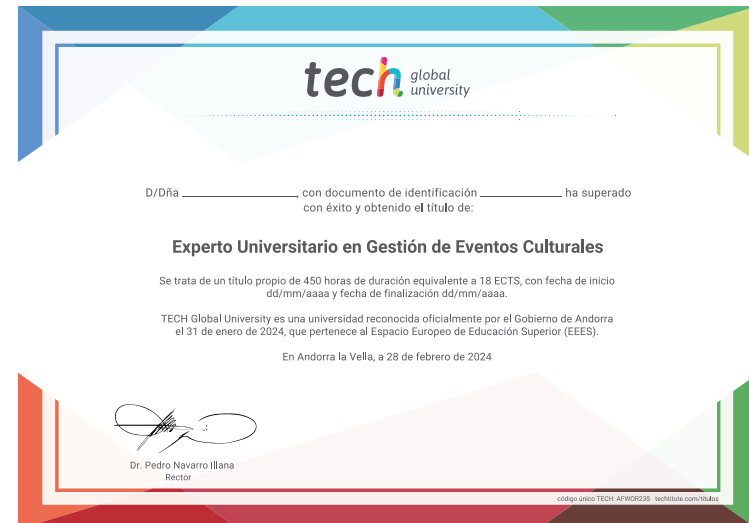 tech global university
D/Dña ____________________, con documento de identificación ______________ ha superado
con éxito y obtenido el título de:
Experto Universitario en Gestión de Eventos Culturales
Se trata de un título propio de 450 horas de duración equivalente a 18 ECTS, con fecha de inicio
dd/mm/aaaa y fecha de finalización dd/mm/aaaa.
TECH Global University es una universidad reconocida oficialmente por el Gobierno de Andorra
el 31 de enero de 2024, que pertenece al Espacio Europeo de Educación Superior (EEES).
En Andorra la Vella, a 28 de febrero de 2024
Dr. Pedro Navarro Illana
Rector
código único TECH: AFWOR23S techtitute.com/titulos